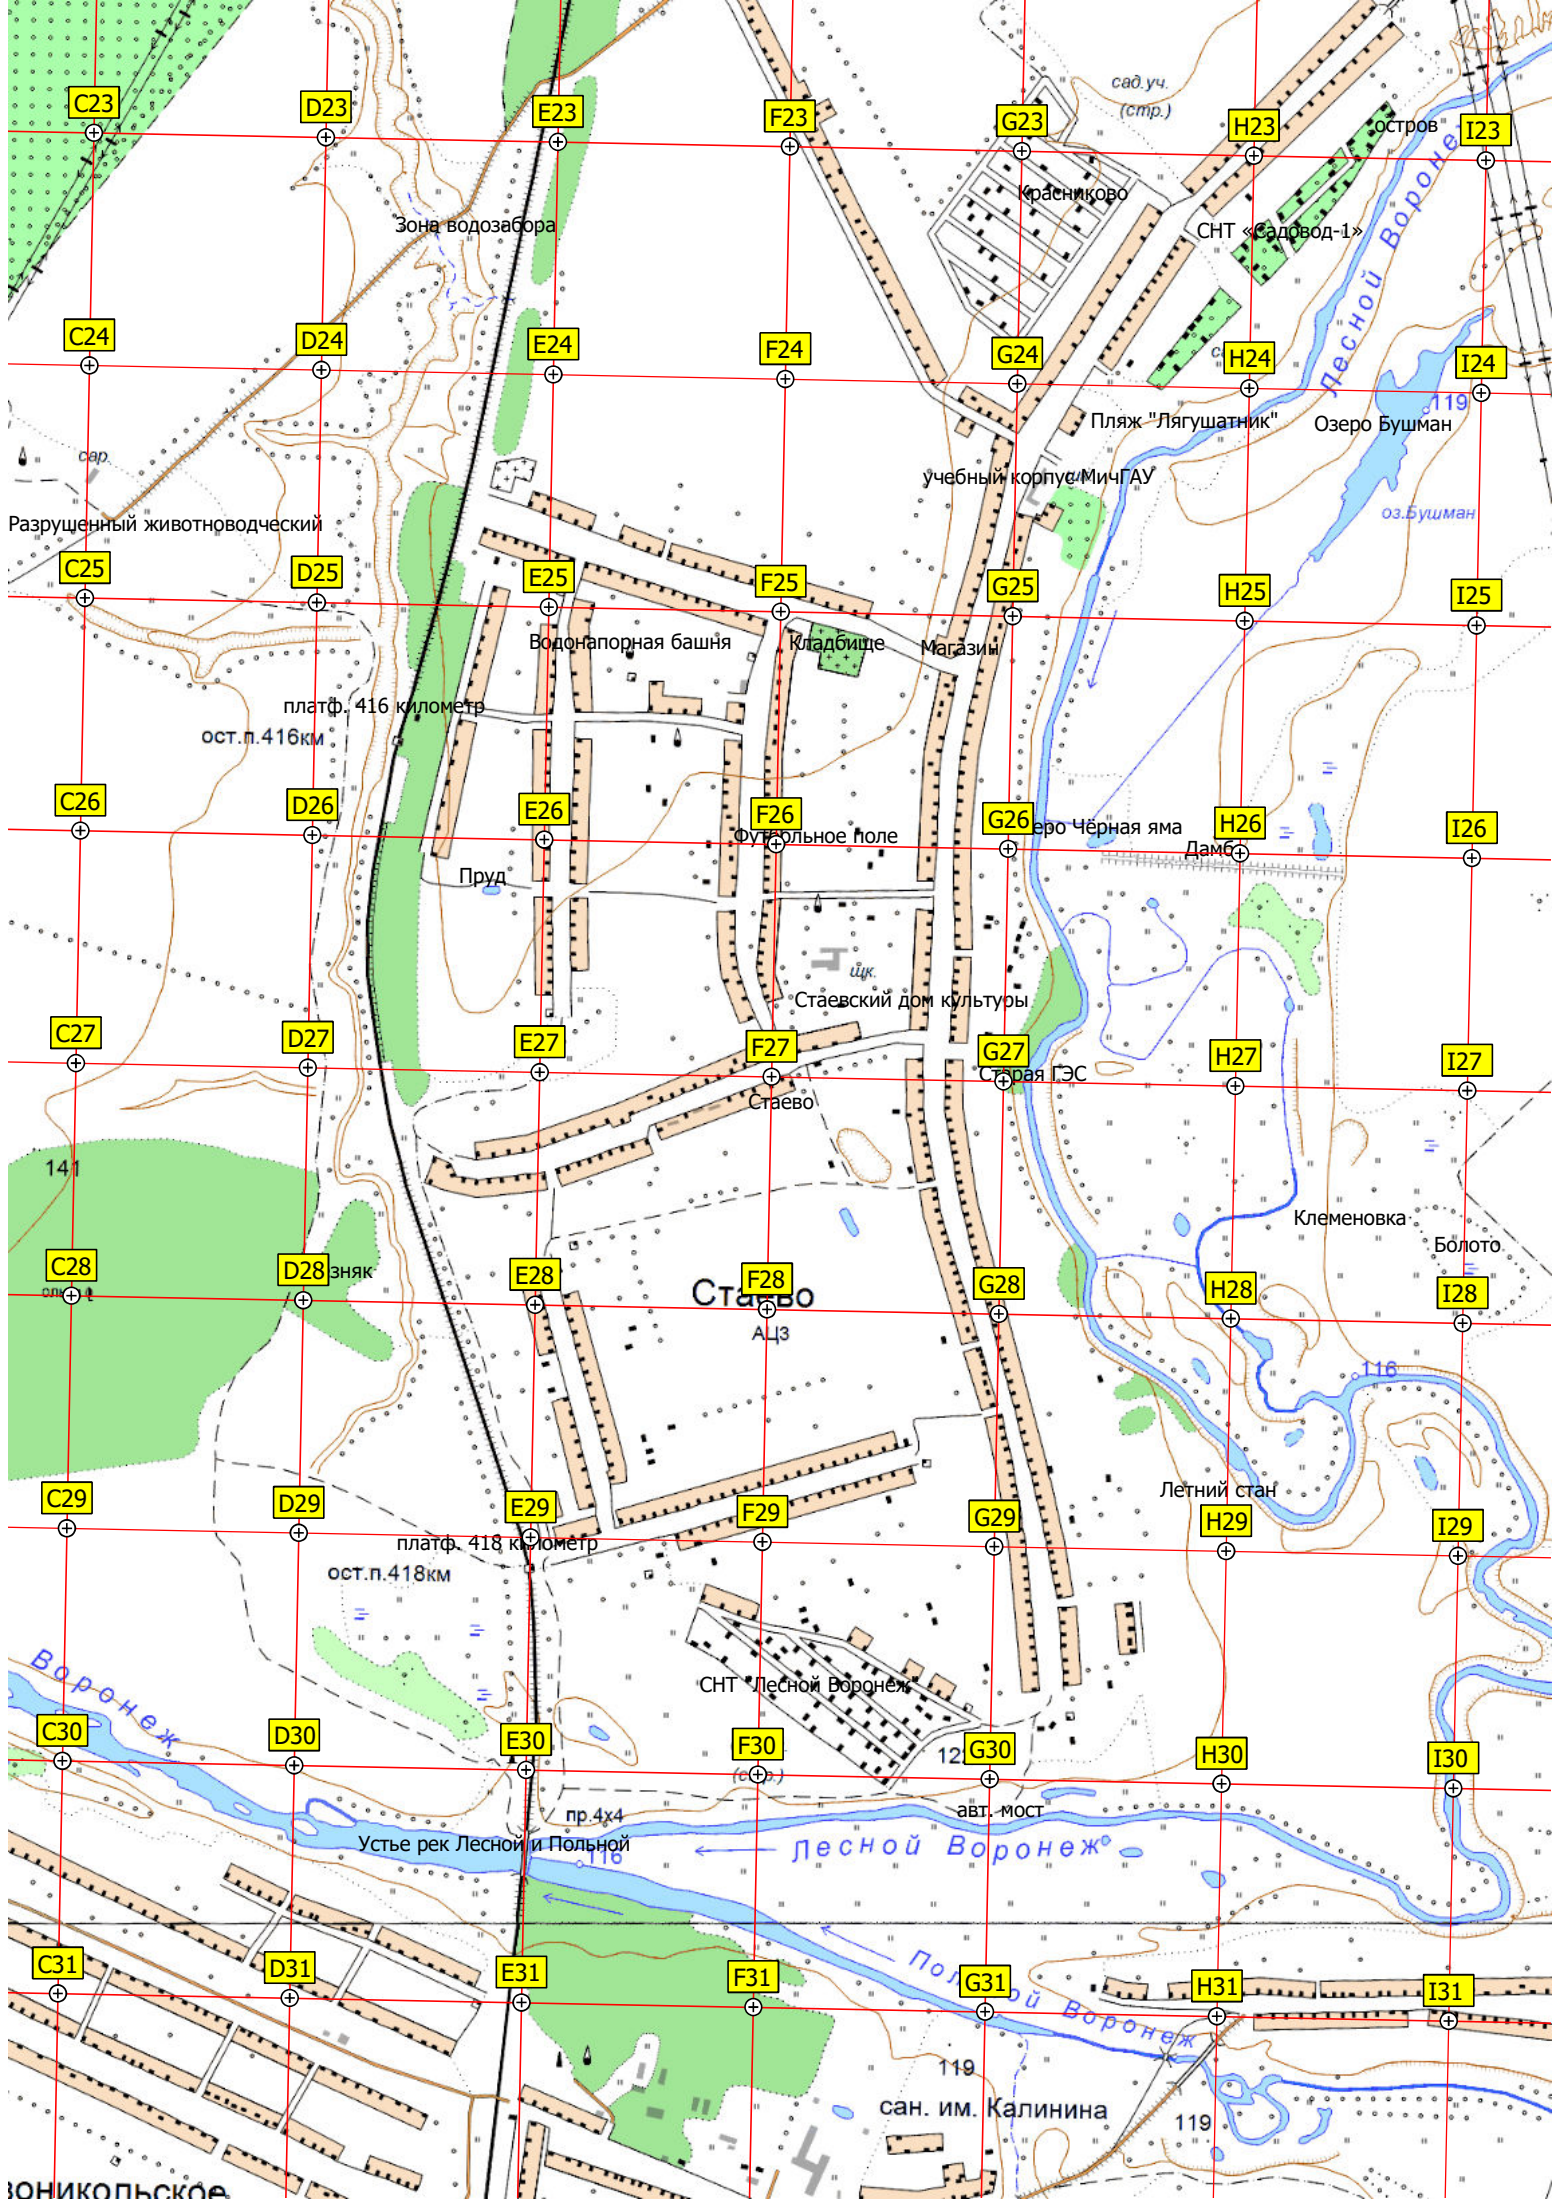 C23
D23
E23
F23
G23
H23
I23
сад.уч.
(стр.)
остров
Красниково
Зона водозабора
СНТ «Садовод-1»
Лесной Воронеж
C24
D24
E24
F24
G24
H24
I24
119
Пляж "Лягушатник"
Озеро Бушман
сар.
учебный корпус МичГАУ
оз.Бушман
Разрушенный животноводческий
C25
D25
E25
F25
G25
H25
I25
Водонапорная башня
Кладбище
Магазин
платф. 416 километр
ост.п.416км
C26
D26
E26
F26
G26
H26
I26
Футбольное поле
еро Чёрная яма
Дамб
Пруд
шк.
Стаевский дом культуры
C27
D27
E27
F27
G27
H27
I27
Старая ГЭС
Стаево
141
Клеменовка
Болото
C28
D28
зняк
E28
F28
G28
H28
I28
Стаево
АЦЗ
116
Летний стан
C29
D29
E29
F29
G29
H29
I29
платф. 418 километр
ост.п.418км
Воронеж
СНТ "Лесной Воронеж"
C30
D30
E30
F30
G30
H30
I30
(стр.)
пр.4х4
авт. мост
Устье рек Лесной и Польной
116
Лесной Воронеж
C31
D31
E31
F31
G31
H31
I31
Польной Воронеж
119
сан. им. Калинина
119
воникольское